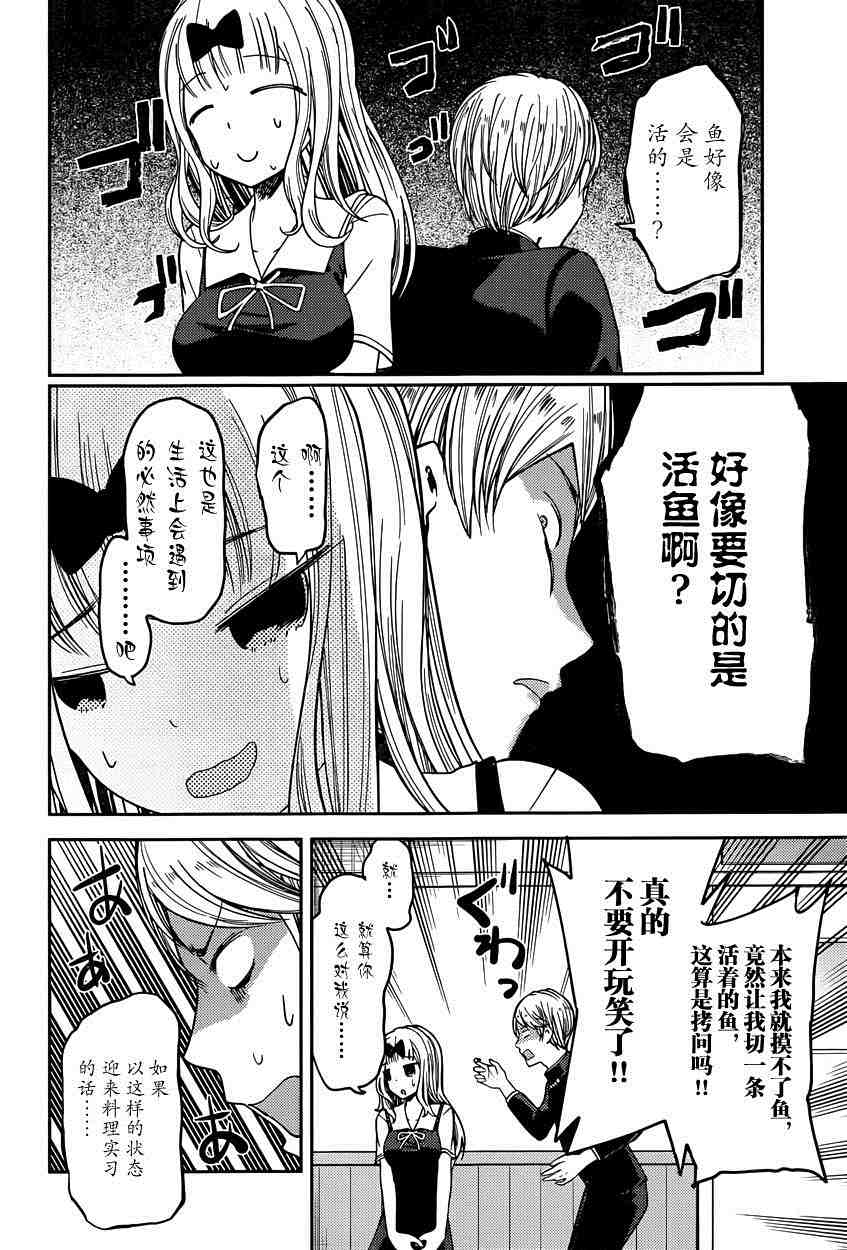 鱼好像
会是
活的……？
ゴゴゴ
ゴゴゴ
好像要切的是
活鱼啊？
啊……
这个……
这也是
生活上会遇到
的必然事项
……吧
本来我就摸不了鱼，
竟然让我切一条
活着的鱼，
这算是拷问吗!!
真的
不要开玩笑了!!
ぐわっ
就…
就算你
这么对我说
……
ああぁ
如果
以这样的状态
迎来料理实习
的话……